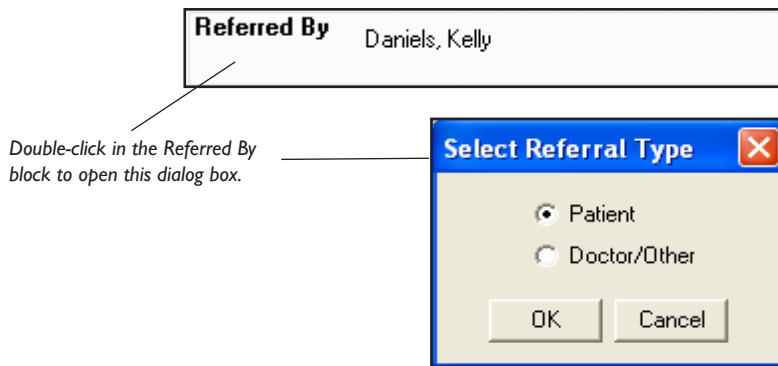 Referred By Daniels, Kelly
Double-click in the Referred By
block to open this dialog box.
Select Referral Type
Patient
Doctor/Other
OK Cancel